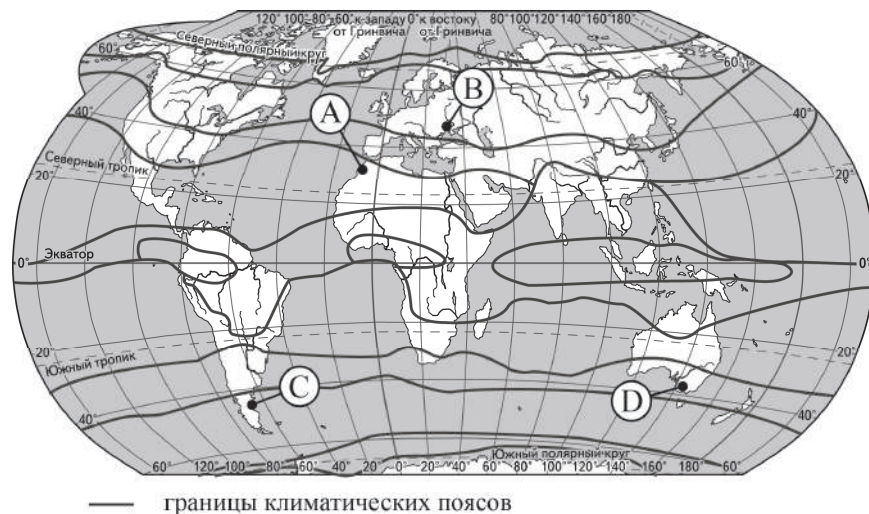 120° 100° 80° 60° к западу 0° к востоку 80° 100° 120° 140° 160° 180°
от Гринвича от Гринвича
Северный полярный круг
60° 60°
40° 40°
A B
Северный тропик
20° 20°
Экватор
0° 0°
20° 20°
Южный тропик
C D
40° 40°
Южный полярный круг
60° 120° 100° 80° 60° 40° 20° 0° 20° 40° 60° 80° 100° 120° 140° 160° 180° 60°
границы климатических поясов